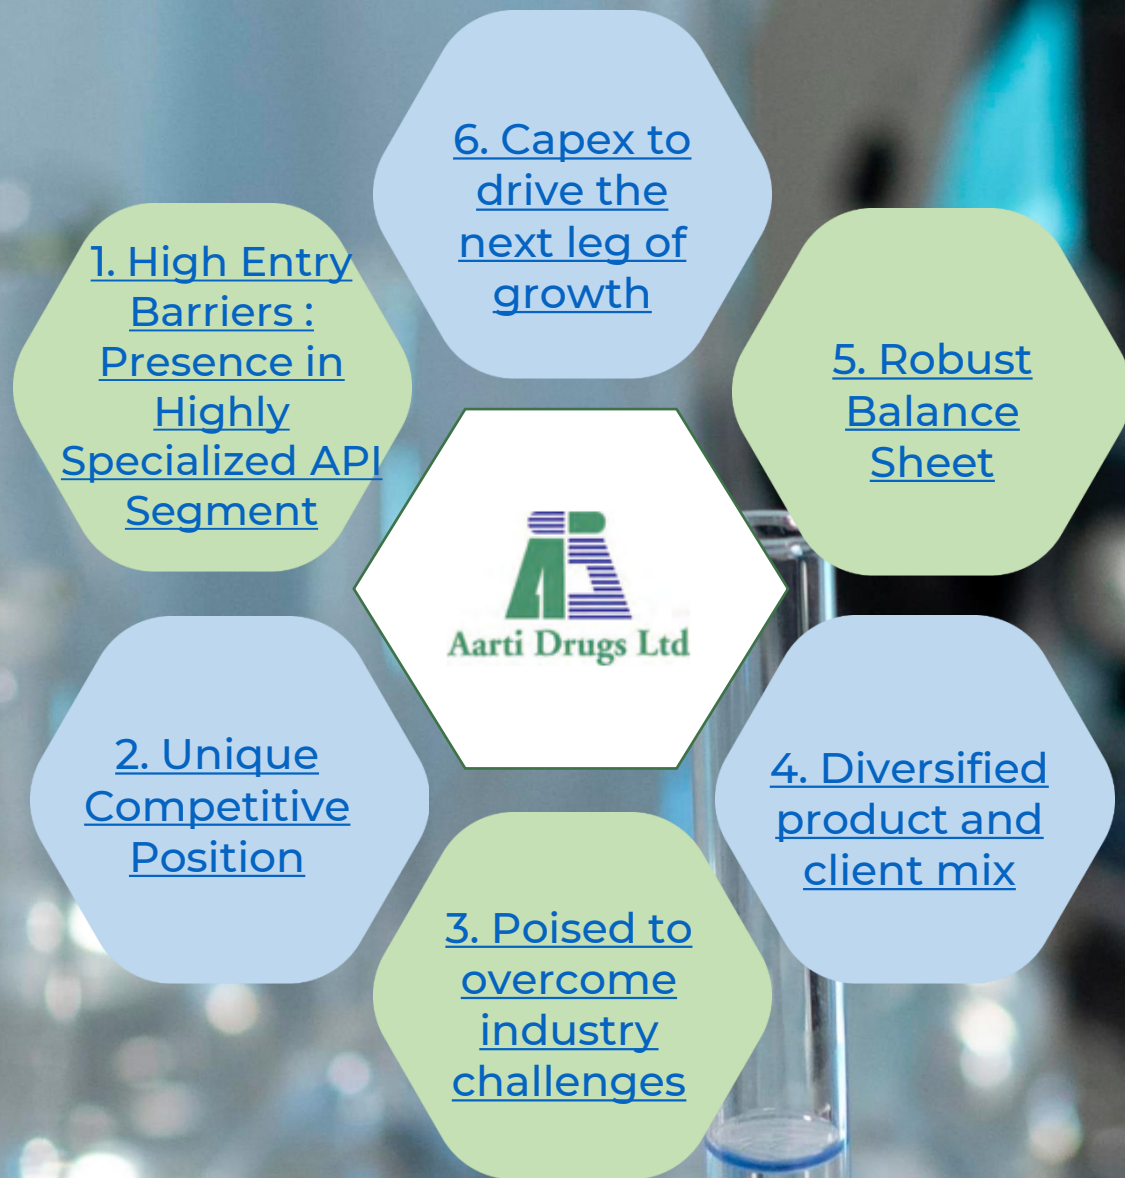 6. Capex to
drive the
next leg of
growth
1. High Entry
Barriers :
Presence in
Highly
Specialized API
Segment
5. Robust
Balance
Sheet
Aarti Drugs Ltd
2. Unique
Competitive
Position
4. Diversified
product and
client mix
3. Poised to
overcome
industry
challenges